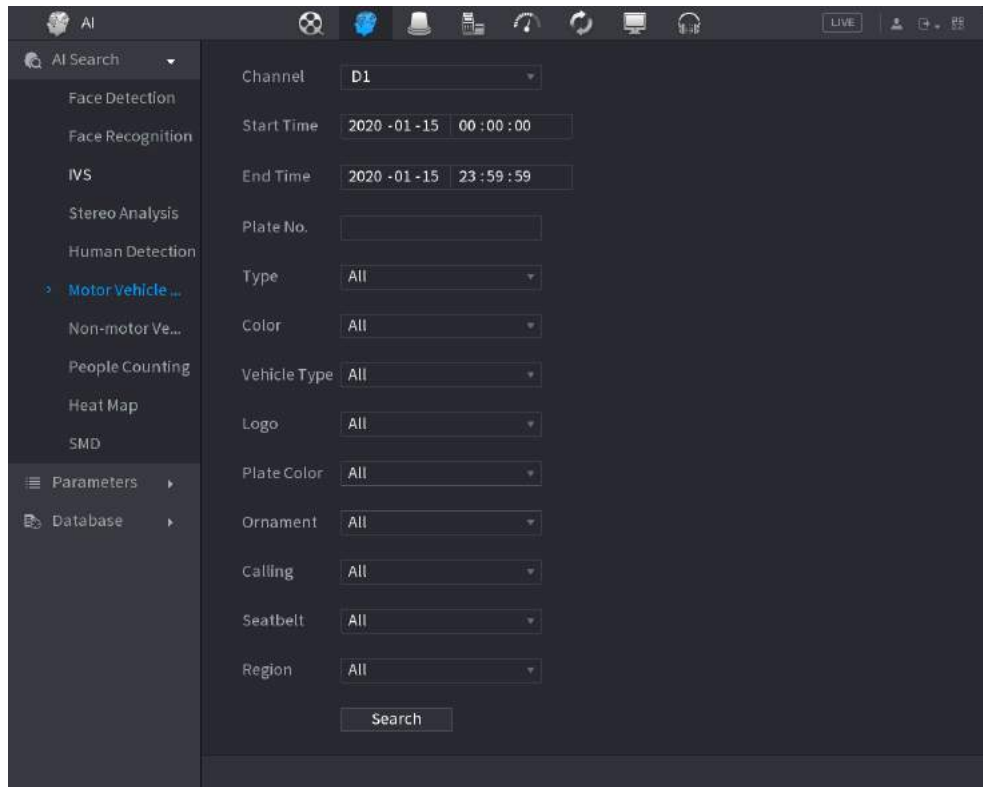 AI
LIVE
AI Search
Face Detection
Face Recognition
IVS
Stereo Analysis
Human Detection
Motor Vehicle ...
Non-motor Ve...
People Counting
Heat Map
SMD
Parameters
Database
Channel D1
Start Time 2020 -01 -15 00 : 00 : 00
End Time 2020 -01 -15 23 : 59 : 59
Plate No.
Type All
Color All
Vehicle Type All
Logo All
Plate Color All
Ornament All
Calling All
Seatbelt All
Region All
Search